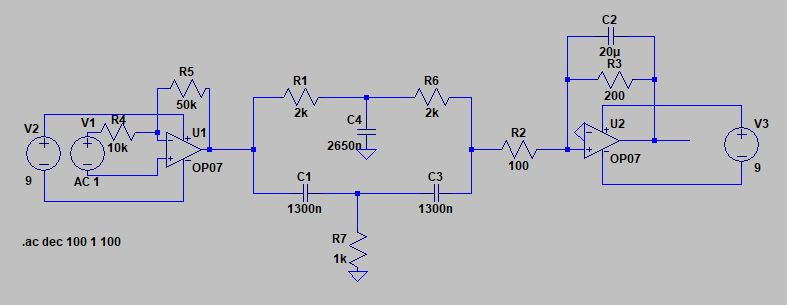 C2
20µ
R3
200
R5
50k
R1
2k
R6
2k
C4
2650n
V2
9
V1
AC 1
R4
10k
U1
OP07
C1
1300n
C3
1300n
R7
1k
R2
100
U2
OP07
V3
9
.ac dec 100 1 100